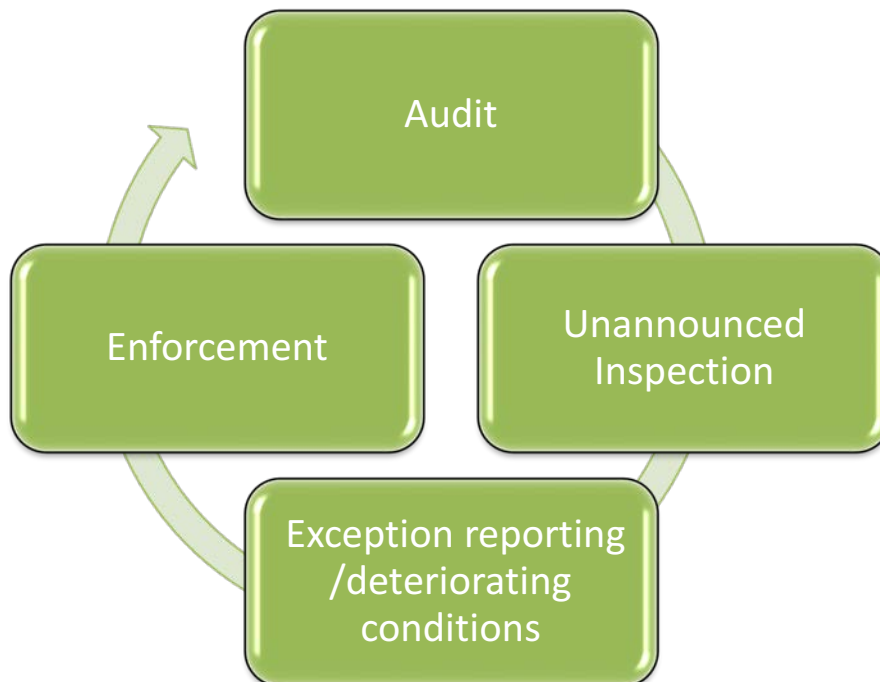 Audit
Enforcement
Unannounced
Inspection
Exception reporting
/deteriorating
conditions